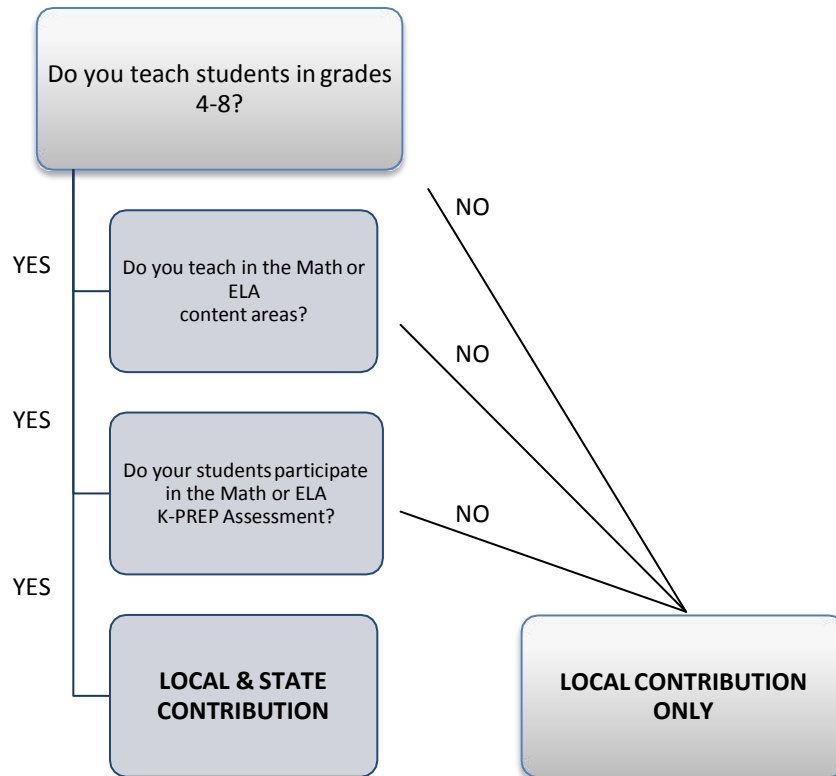 Do you teach students in grades
4-8?
NO
YES
Do you teach in the Math or
ELA
content areas?
NO
YES
Do your students participate
in the Math or ELA
K-PREP Assessment?
NO
YES
LOCAL & STATE
CONTRIBUTION
LOCAL CONTRIBUTION
ONLY